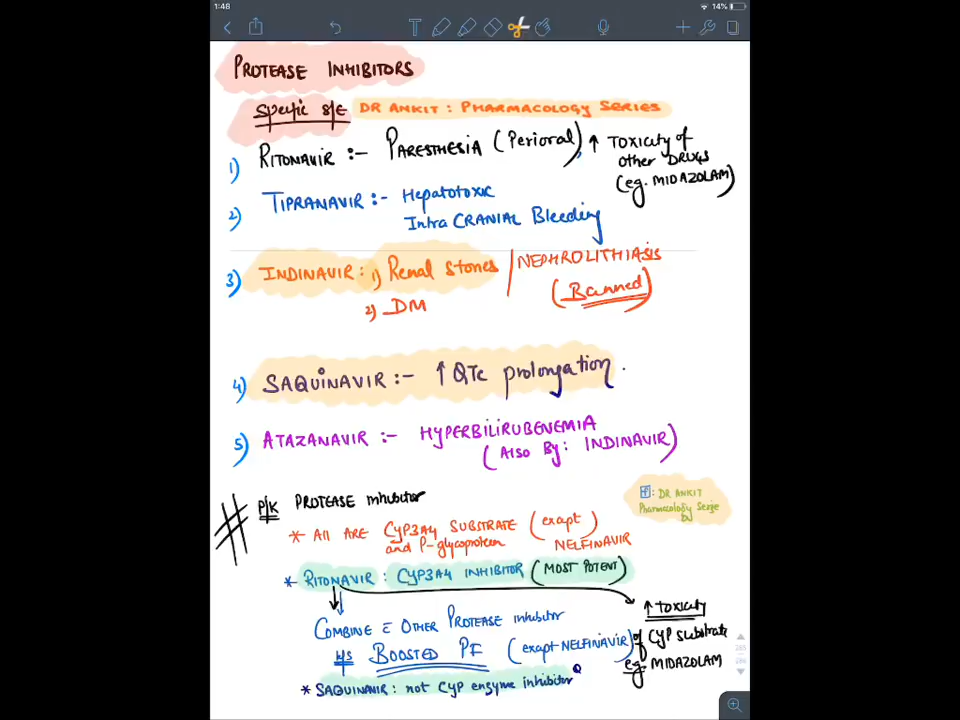 1:48
14%
PROTEASE INHIBITORS
Specific S/E DR ANKIT : PHARMACOLOGY SERIES
1) RITONAVIR :- PARESTHESIA (Perioral), ↑ TOXICITY of
other DRUGS
(eg. MIDAZOLAM)
2) TIPRANAVIR :- Hepatotoxic
Intra CRANIAL Bleeding
3) INDINAVIR : 1) Renal Stones / NEPHROLITHIASIS
(Banned)
2) DM
4) SAQUINAVIR :- ↑ QTc prolongation.
5) ATAZANAVIR :- HYPERBILIRUBENEMIA
(Also By: INDINAVIR)
f : DR ANKIT
Pharmacology
# P/K PROTEASE Inhibitor
* All ARE CYP3A4 SUBSTRATE (exapt NELFINAVIR)
and P-glycoprotein
* RITONAVIR : CYP3A4 INHIBITOR (MOST POTENT)
↑ TOXICITY
of CYP substrate
eg: MIDAZOLAM
COMBINE c̄ OTHER PROTEASE inhibitor
BOOSTED PI (exapt NELFINAVIR)
* SAQUINAVIR : not CYP enzyme inhibitor